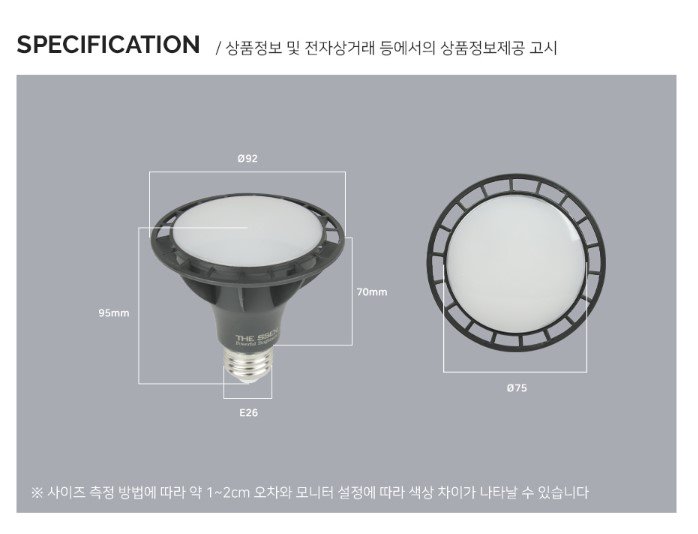 SPECIFICATION / 상품정보 및 전자상거래 등에서의 상품정보제공 고시
Ø92
95mm
70mm
THE SSEN
Powerful
E26
Ø75
※ 사이즈 측정 방법에 따라 약 1~2cm 오차와 모니터 설정에 따라 색상 차이가 나타날 수 있습니다